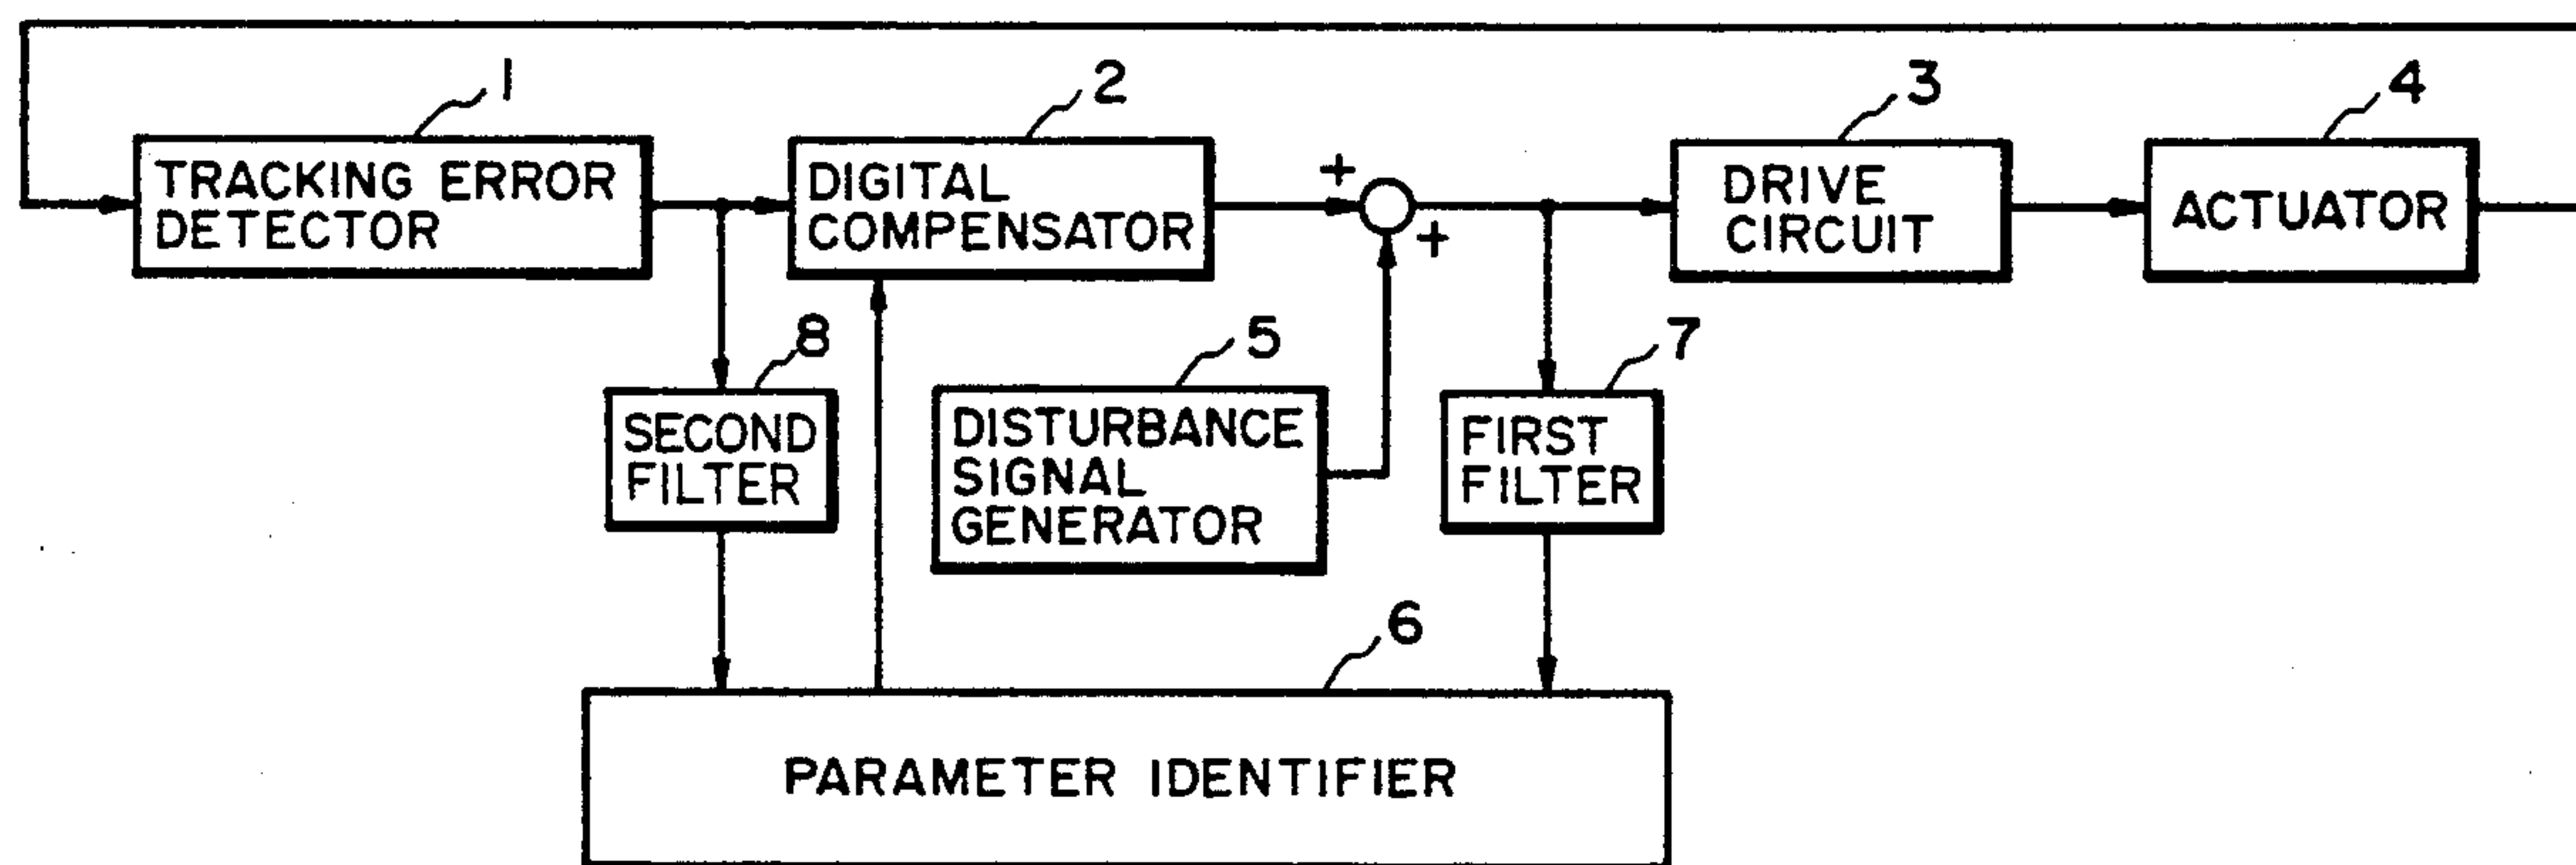 1
TRACKING ERROR
DETECTOR
2
DIGITAL
COMPENSATOR
+
+
3
DRIVE
CIRCUIT
4
ACTUATOR
8
SECOND
FILTER
5
DISTURBANCE
SIGNAL
GENERATOR
7
FIRST
FILTER
6
PARAMETER IDENTIFIER